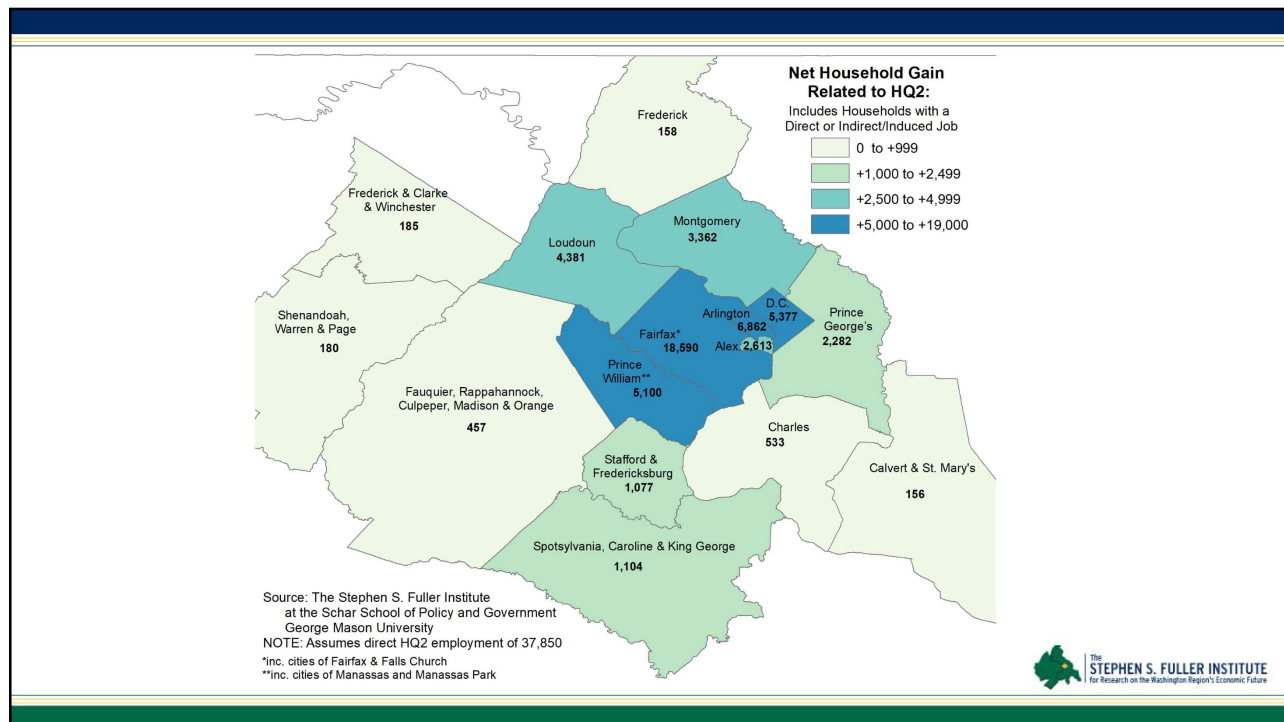 Net Household Gain
Related to HQ2:
Includes Households with a
Direct or Indirect/Induced Job
0 to +999
+1,000 to +2,499
+2,500 to +4,999
+5,000 to +19,000
Frederick
158
Frederick & Clarke
& Winchester
185
Loudoun
4,381
Montgomery
3,362
Shenandoah,
Warren & Page
180
Fauquier, Rappahannock,
Culpeper, Madison & Orange
457
Fairfax*
18,590
Arlington
6,862
D.C.
5,377
Alex. 2,613
Prince
William**
5,100
Prince
George's
2,282
Charles
533
Calvert & St. Mary's
156
Stafford &
Fredericksburg
1,077
Spotsylvania, Caroline & King George
1,104
Source: The Stephen S. Fuller Institute
at the Schar School of Policy and Government
George Mason University
NOTE: Assumes direct HQ2 employment of 37,850
*inc. cities of Fairfax & Falls Church
**inc. cities of Manassas and Manassas Park
The
STEPHEN S. FULLER INSTITUTE
for Research on the Washington Region's Economic Future